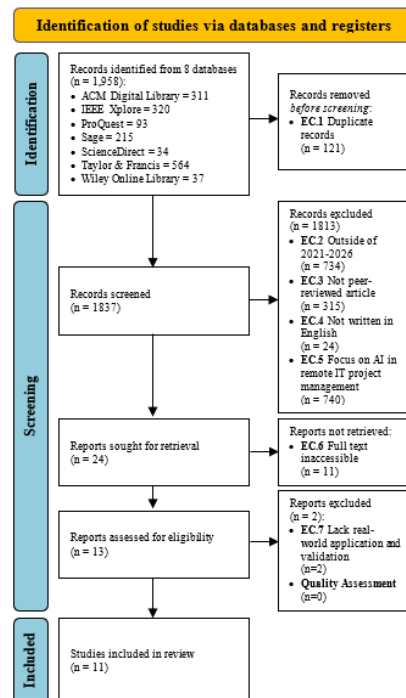 Identification of studies via databases and registers
Identification
Records identified from 8 databases
(n = 1,958):
• ACM Digital Library = 311
• IEEE Xplore = 320
• ProQuest = 93
• Sage = 215
• ScienceDirect = 34
• Taylor & Francis = 564
• Wiley Online Library = 37
Records removed
before screening:
• EC.1 Duplicate
records
(n = 121)
Screening
Records screened
(n = 1837)
Records excluded
(n = 1813)
• EC.2 Outside of
2021-2026
(n = 734)
• EC.3 Not peer-
reviewed article
(n = 315)
• EC.4 Not written in
English
(n = 24)
• EC.5 Focus on AI in
remote IT project
management
(n = 740)
Reports sought for retrieval
(n = 24)
Reports not retrieved:
• EC.6 Full text
inaccessible
(n = 11)
Reports assessed for eligibility
(n = 13)
Reports excluded
(n = 2):
• EC.7 Lack real-
world application and
validation
(n=2)
• Quality Assessment
(n=0)
Included
Studies included in review
(n = 11)